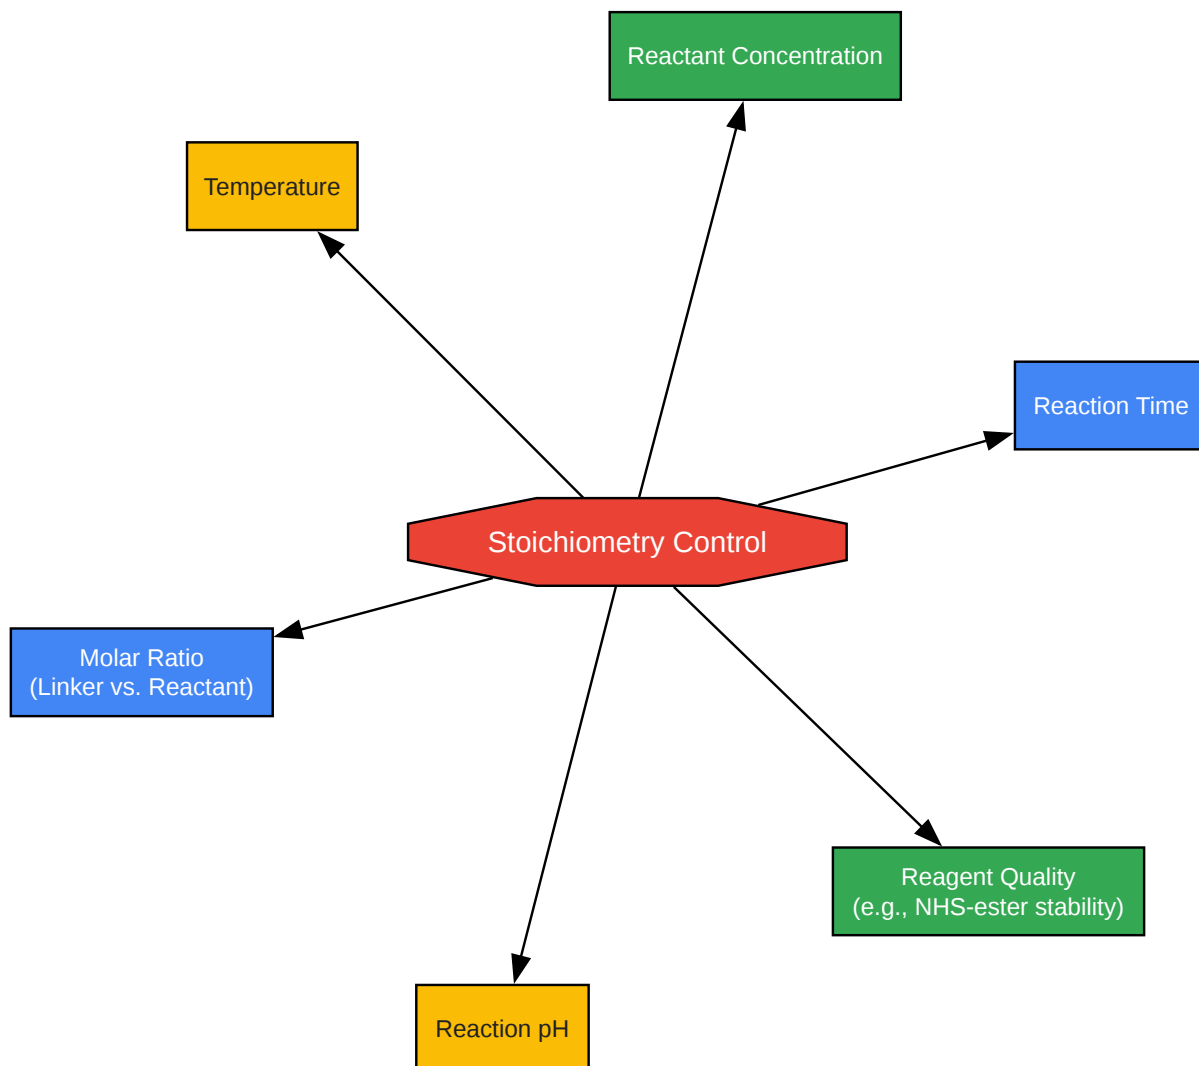 Reactant Concentration
Temperature
Reaction Time
Stoichiometry Control
Molar Ratio
(Linker vs. Reactant)
Reagent Quality
(e.g., NHS-ester stability)
Reaction pH